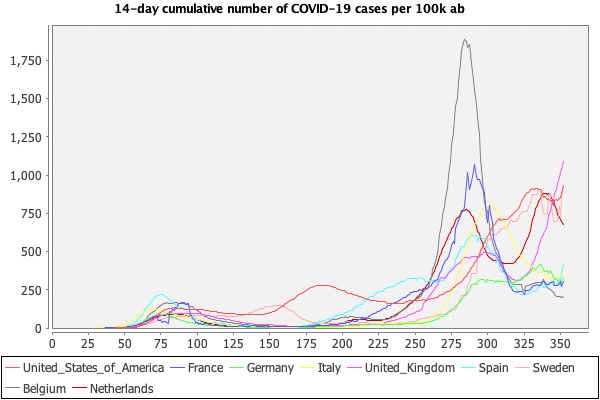 14-day cumulative number of COVID-19 cases per 100k ab
1,750
1,500
1,250
1,000
750
500
250
0
0 25 50 75 100 125 150 175 200 225 250 275 300 325 350
United_States_of_America France Germany Italy United_Kingdom Spain Sweden
Belgium Netherlands